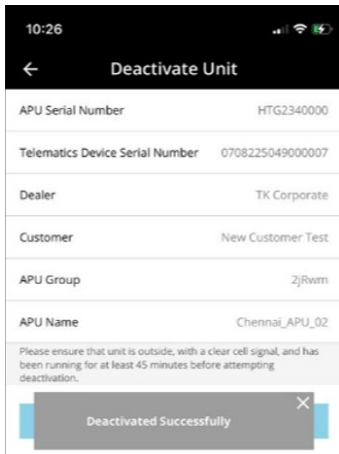 10:26
Deactivate Unit
APU Serial Number HTG2340000
Telematics Device Serial Number 0708225049000007
Dealer TK Corporate
Customer New Customer Test
APU Group 2jRwm
APU Name Chennai_APU_02
Please ensure that unit is outside, with a clear cell signal, and has
been running for at least 45 minutes before attempting
deactivation.
Deactivated Successfully